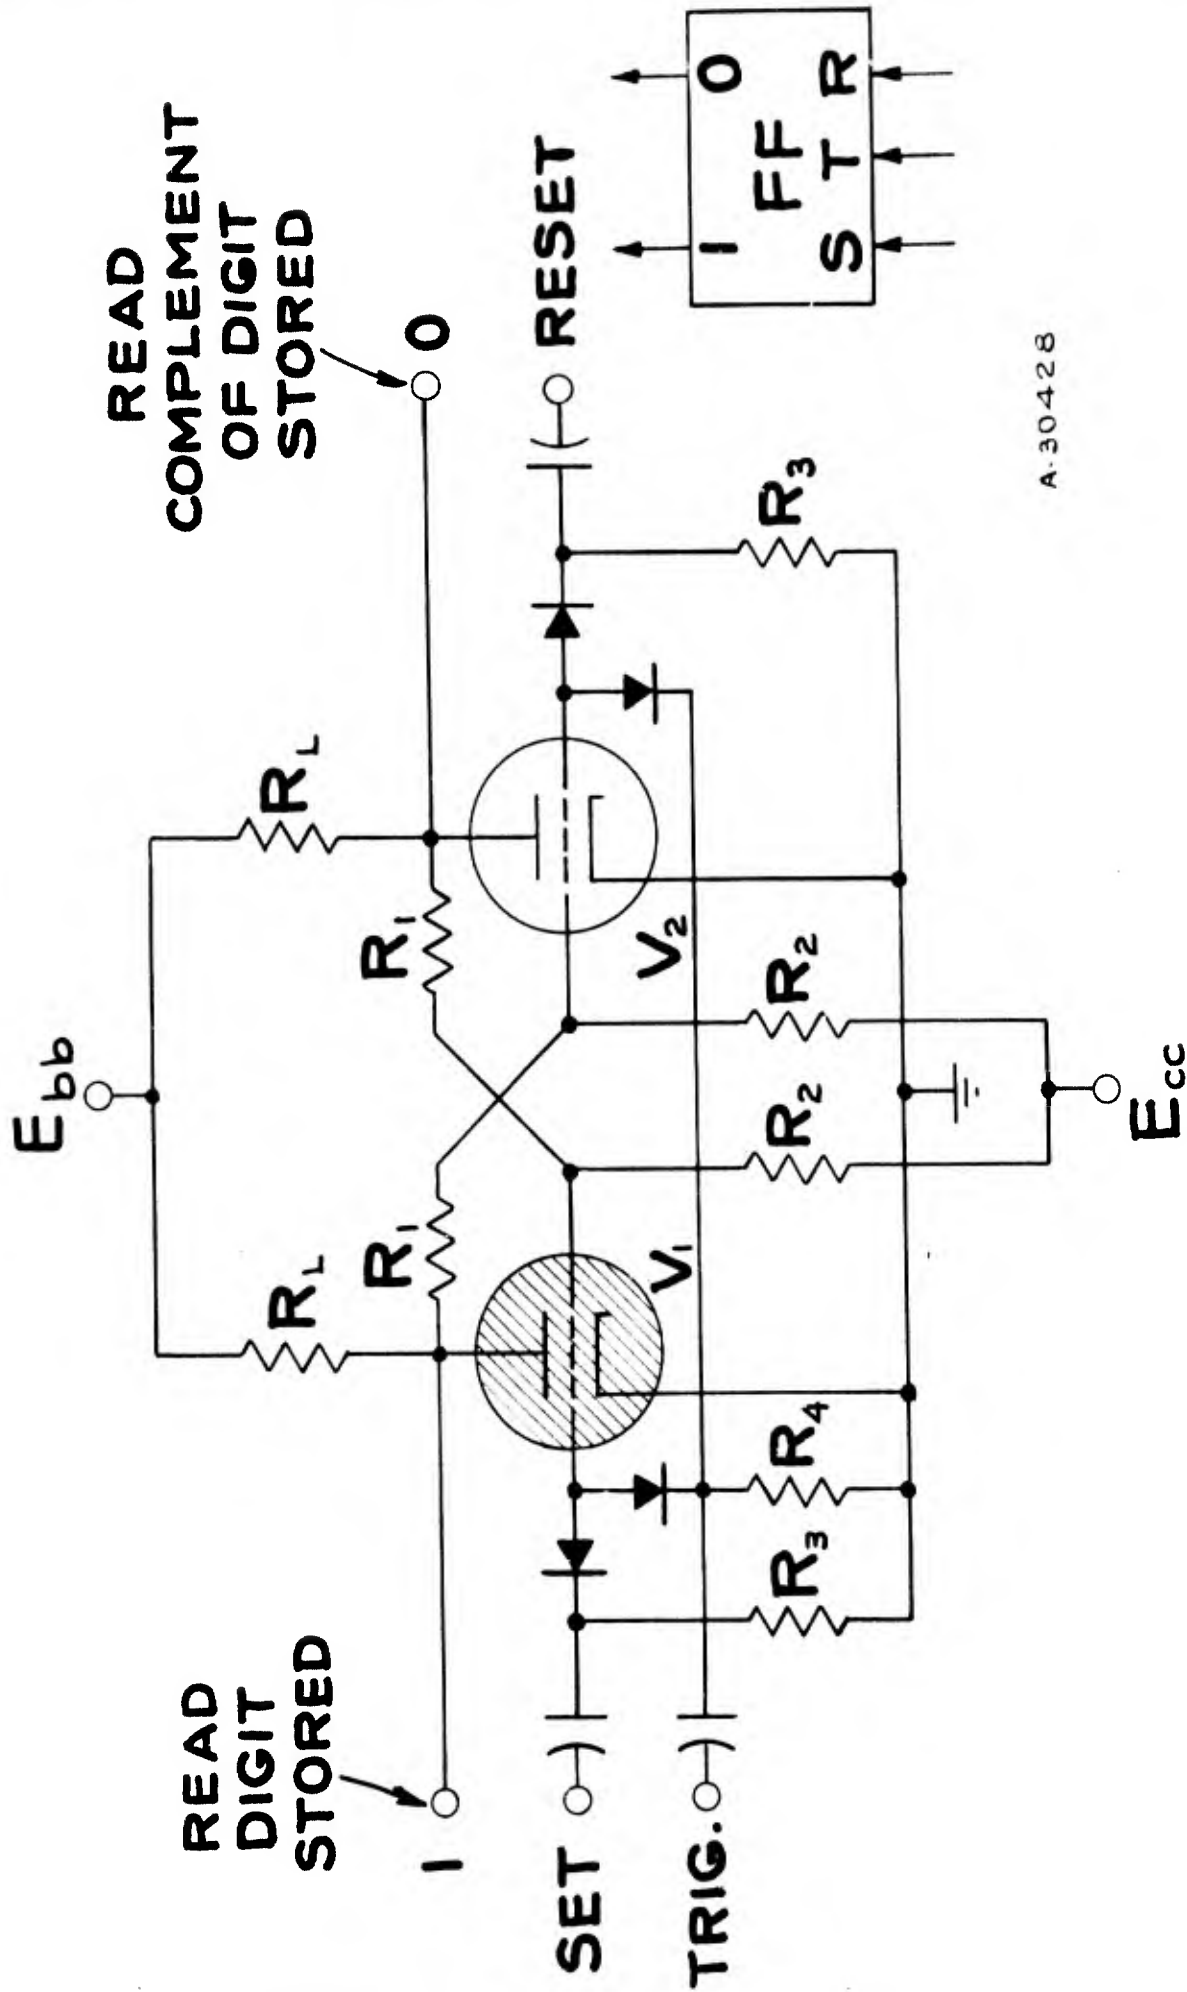 E_bb
READ
DIGIT
STORED
READ
COMPLEMENT
OF DIGIT
STORED
R_L
R_L
R_1
R_1
1
0
SET
RESET
TRIG.
V_1
V_2
R_3
R_4
R_2
R_2
R_3
E_cc
1 0
FF
S T R
A-30428